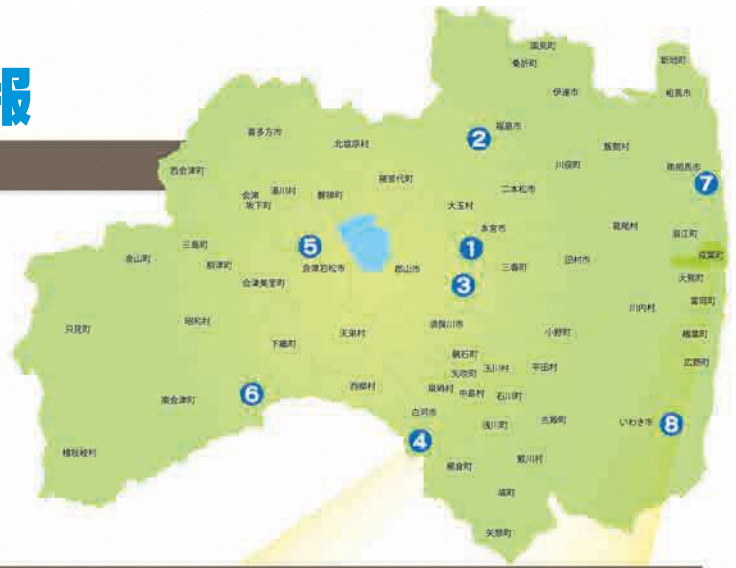 報
国見町
桑折町
新地町
伊達市
相馬市
福島市
②
喜多方市
北塩原村
飯舘村
川俣町
西会津町
南相馬市
⑦
猪苗代町
会津
坂下町
湯川村
磐梯町
二本松市
大玉村
葛尾村
浪江町
本宮市
①
三島町
⑤
双葉町
金山町
柳津町
会津若松市
郡山市
三春町
田村市
大熊町
会津美里町
③
富岡町
川内村
只見町
昭和村
天栄村
須賀川市
小野町
楢葉町
下郷町
鏡石町
広野町
矢吹町
玉川村
平田村
西郷村
泉崎村
中島村
石川町
⑥
南会津町
白河市
浅川町
古殿町
いわき市
⑧
④
檜枝岐村
棚倉町
鮫川村
塙町
矢祭町